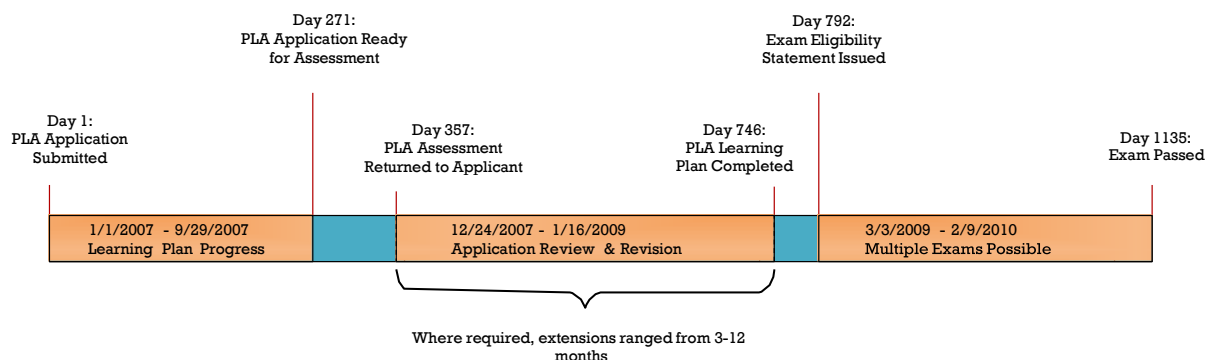 Day 271:
PLA Application Ready
for Assessment
Day 792:
Exam Eligibility
Statement Issued
Day 1:
PLA Application
Submitted
Day 357:
PLA Assessment
Returned to Applicant
Day 746:
PLA Learning
Plan Completed
Day 1135:
Exam Passed
1/1/2007 - 9/29/2007
Learning Plan Progress
12/24/2007 - 1/16/2009
Application Review & Revision
3/3/2009 - 2/9/2010
Multiple Exams Possible
Where required, extensions ranged from 3-12
months